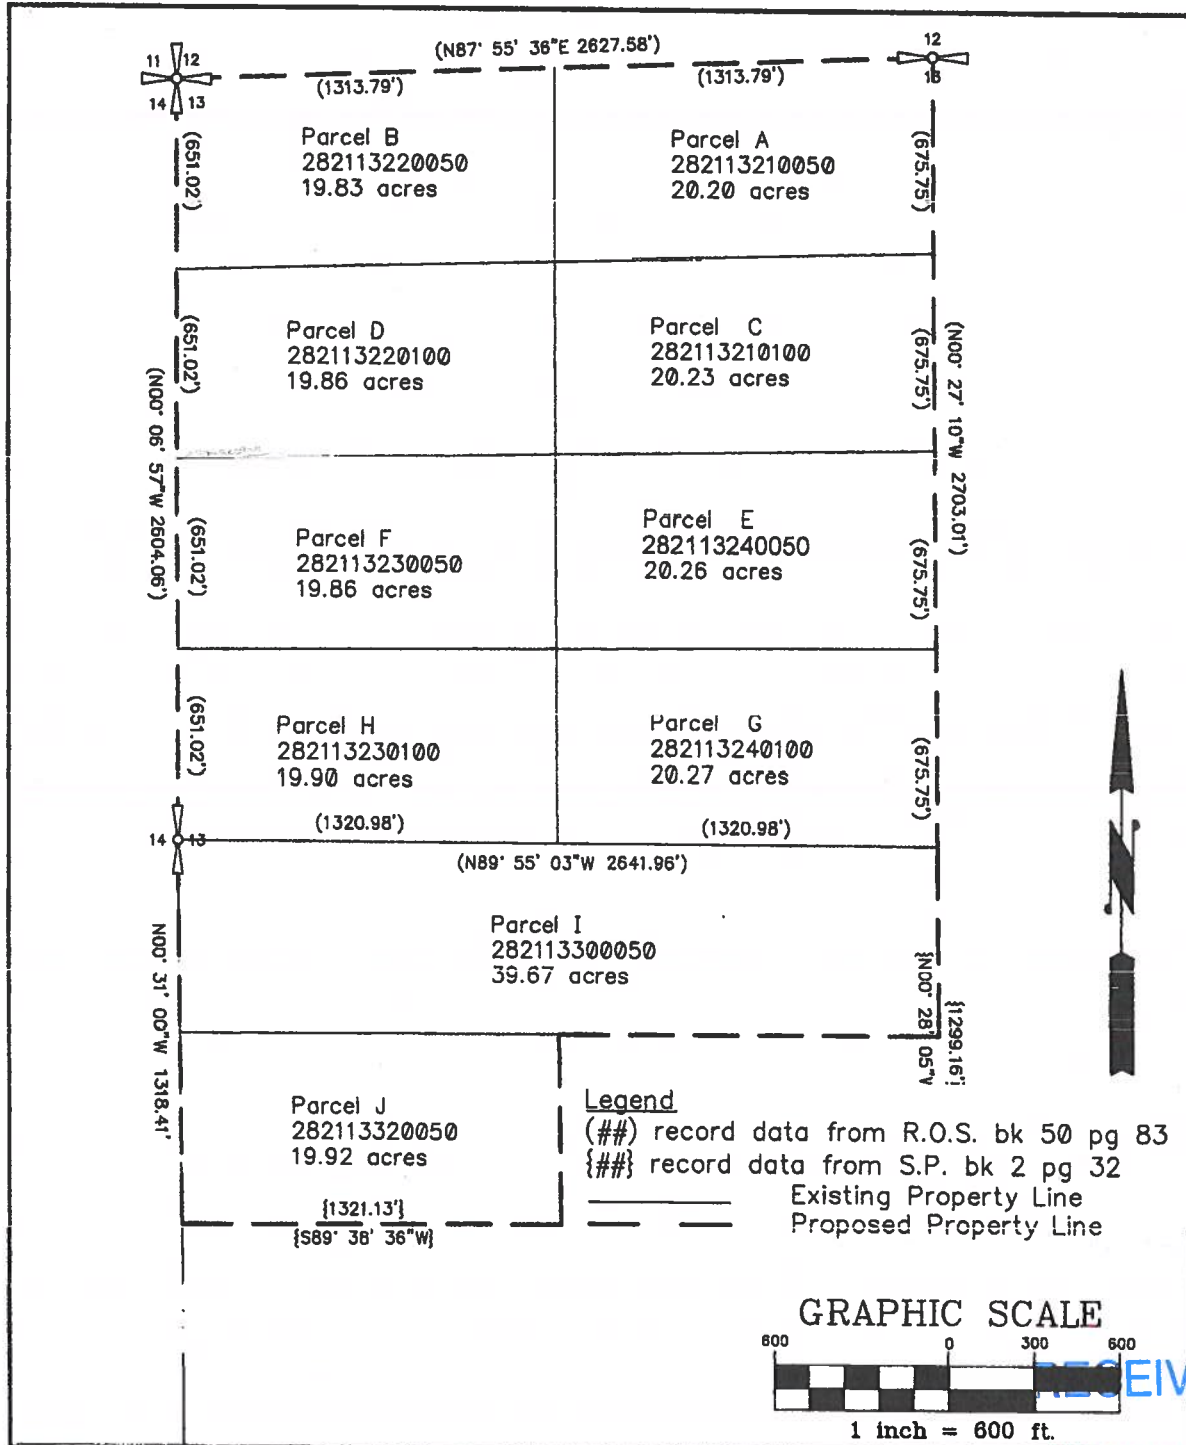 (N87° 55' 36"E 2627.58')
11 12
14 13
12
13
(1313.79')
(1313.79')
Parcel B
282113220050
19.83 acres
Parcel A
282113210050
20.20 acres
(651.02')
(675.75')
Parcel D
282113220100
19.86 acres
Parcel C
282113210100
20.23 acres
(651.02')
(675.75')
(N00° 06' 57"W 2604.06')
(N00° 27' 10"W 2703.01')
Parcel F
282113230050
19.86 acres
Parcel E
282113240050
20.26 acres
(651.02')
(675.75')
Parcel H
282113230100
19.90 acres
Parcel G
282113240100
20.27 acres
(651.02')
(675.75')
(1320.98')
(1320.98')
14 13
(N89° 55' 03"W 2641.96')
Parcel I
282113300050
39.67 acres
N00° 31' 00"W 1318.41'
{N00° 28' 05"W
{1299.16'}
Parcel J
282113320050
19.92 acres
{1321.13'}
{S89° 38' 36"W}
Legend
(##) record data from R.O.S. bk 50 pg 83
{##} record data from S.P. bk 2 pg 32
Existing Property Line
Proposed Property Line
N
GRAPHIC SCALE
600 0 300 600
RECEIV
1 inch = 600 ft.